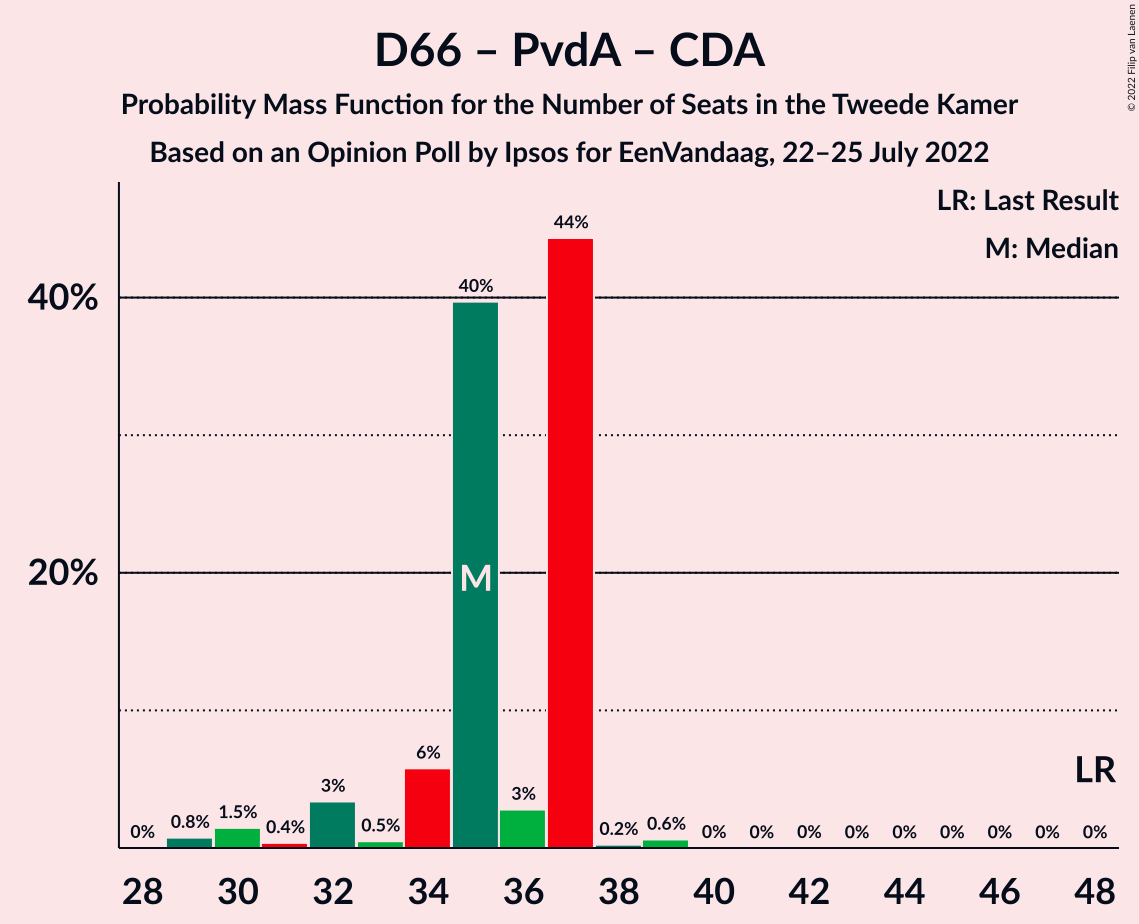 © 2022 Filip van Laenen
D66 – PvdA – CDA
Probability Mass Function for the Number of Seats in the Tweede Kamer
Based on an Opinion Poll by Ipsos for EenVandaag, 22–25 July 2022
LR: Last Result
M: Median
44%
40%
40%
M
20%
6%
LR
3%
3%
0% 0.8% 1.5% 0.4% 0.5% 0.2% 0.6% 0% 0% 0% 0% 0% 0% 0% 0% 0%
28 30 32 34 36 38 40 42 44 46 48